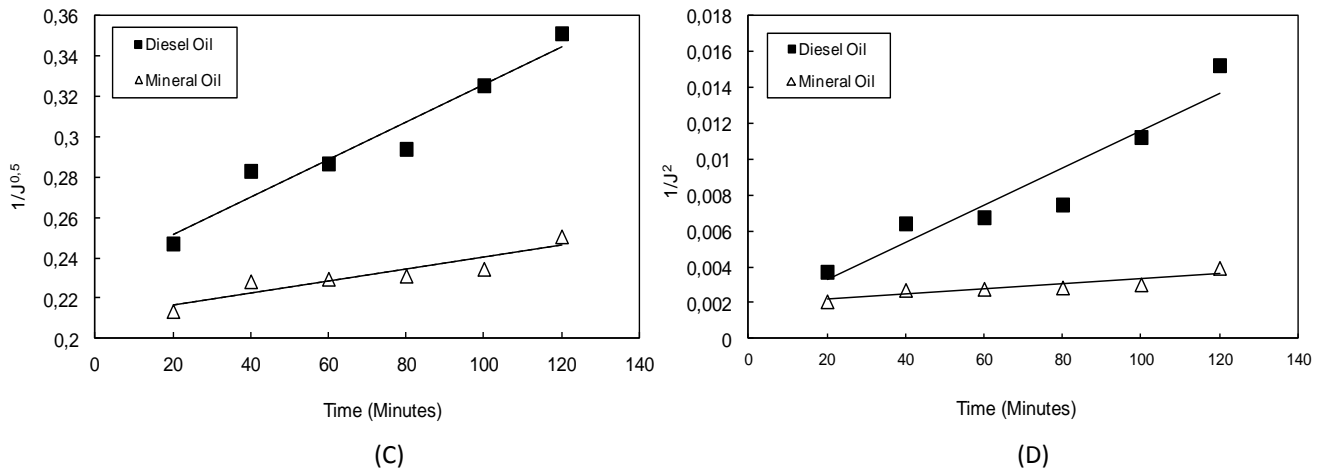 0,36
0,32
0,3
0,28
0,26
0,24
0,22
0,2
1/J^0,5
Diesel Oil
Mineral Oil
0 20 40 60 80 100 120 140
Time (Minutes)
(C)
0,018
0,016
0,014
0,012
0,01
0,008
0,006
0,004
0,002
0
1/J^2
Diesel Oil
Mineral Oil
0 20 40 60 80 100 120 140
Time (Minutes)
(D)